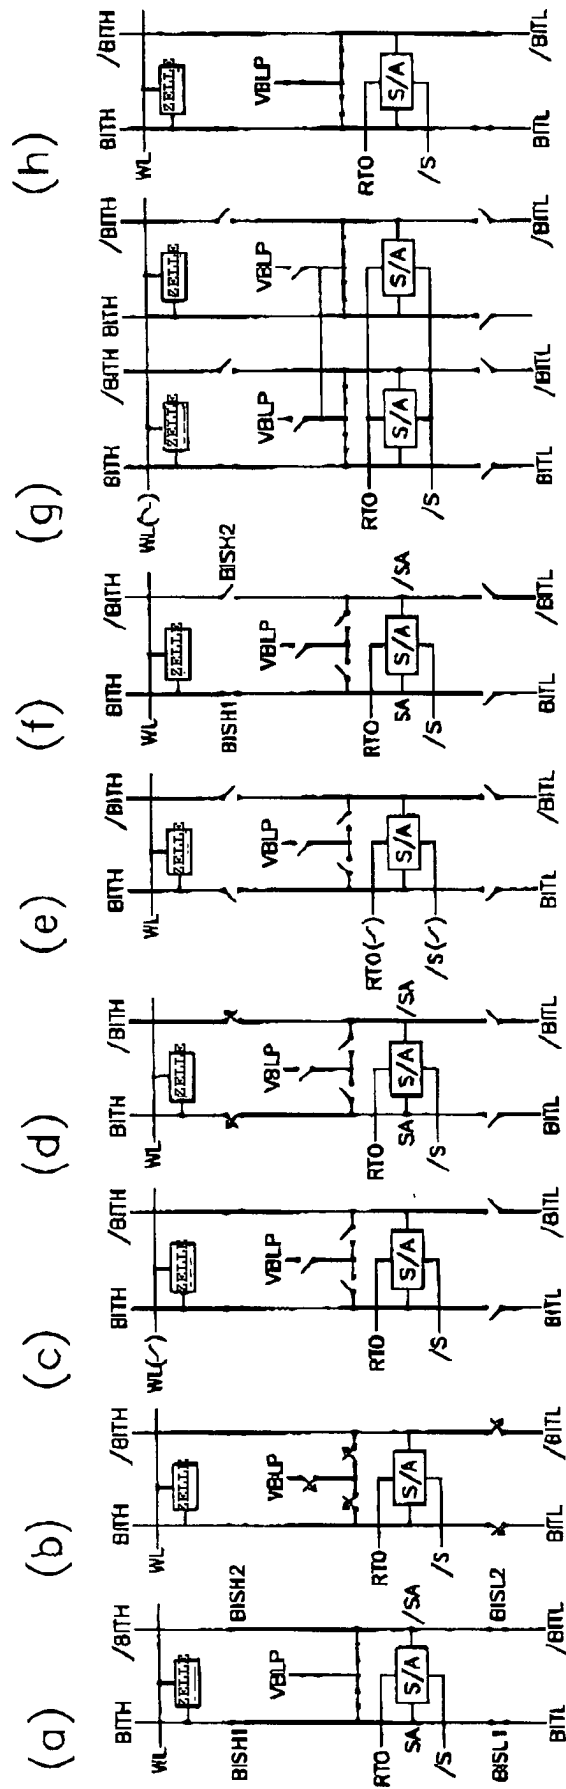 (a)
BITH /BITH
WL
ZELLE
BISH1 BISH2
VBLP
RTO
S/A
SA /SA
/S
BISL1 BISL2
BITL /BITL
(b)
BITH /BITH
WL
ZELLE
VBLP
RTO
S/A
/S
BITL /BITL
(c)
BITH /BITH
WL(⁓)
ZELLE
VBLP
RTO
S/A
/S
BITL /BITL
(d)
BITH /BITH
WL
ZELLE
VBLP
RTO
S/A
SA /SA
/S
BITL /BITL
(e)
BITH /BITH
WL
ZELLE
VBLP
RTO(⁓)
S/A
/S(⁓)
BITL /BITL
(f)
BITH /BITH
WL
ZELLE
BISH1 BISH2
VBLP
RTO
S/A
SA /SA
/S
BITL /BITL
(g)
BITH /BITH BITH /BITH
WL(⁓)
ZELLE ZELLE
VBLP VBLP
RTO
S/A S/A
/S
BITL /BITL /BITL
(h)
BITH /BITH
WL
ZELLE
VBLP
RTO
S/A
/S
BITL /BITL